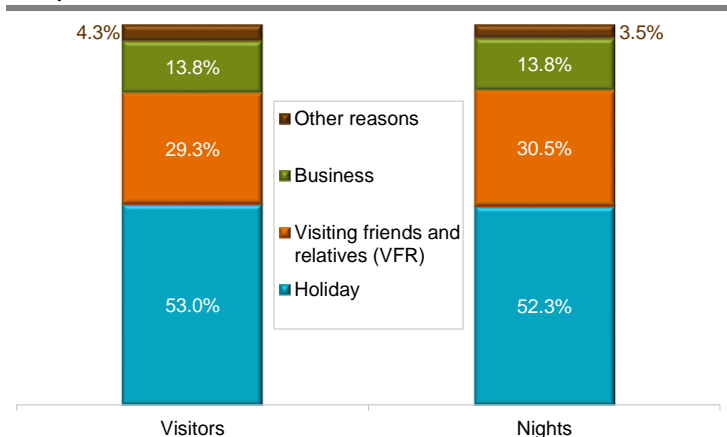 4.3%
3.5%
13.8%
13.8%
Other reasons
29.3%
Business
30.5%
Visiting friends and
relatives (VFR)
Holiday
53.0%
52.3%
Visitors
Nights